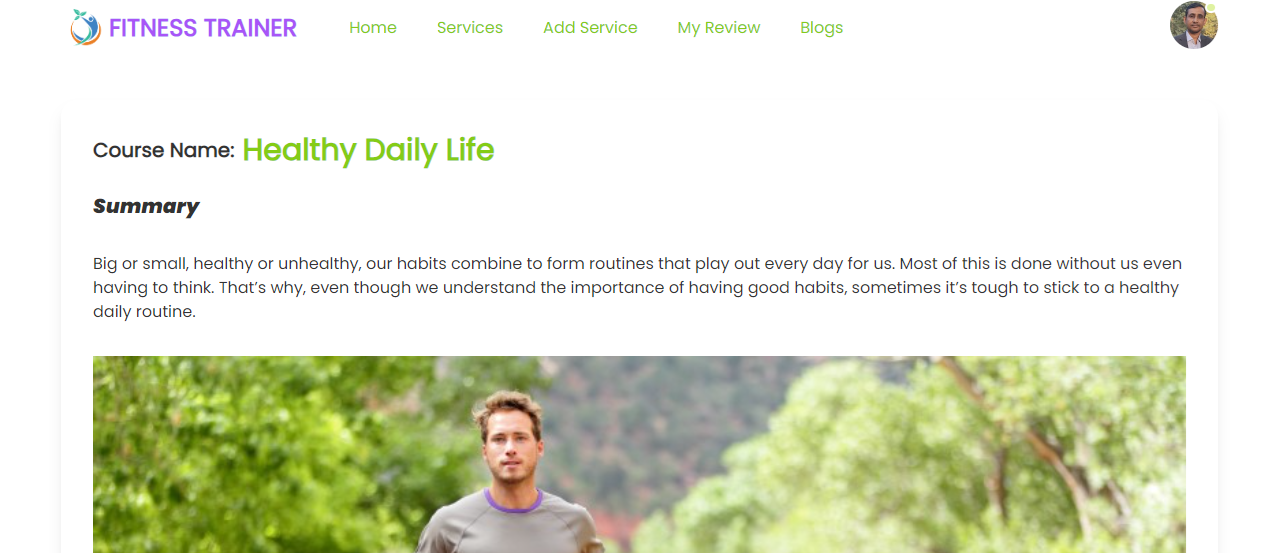 FITNESS TRAINER Home Services Add Service My Review Blogs
Course Name: Healthy Daily Life
Summary
Big or small, healthy or unhealthy, our habits combine to form routines that play out every day for us. Most of this is done without us even
having to think. That’s why, even though we understand the importance of having good habits, sometimes it’s tough to stick to a healthy
daily routine.